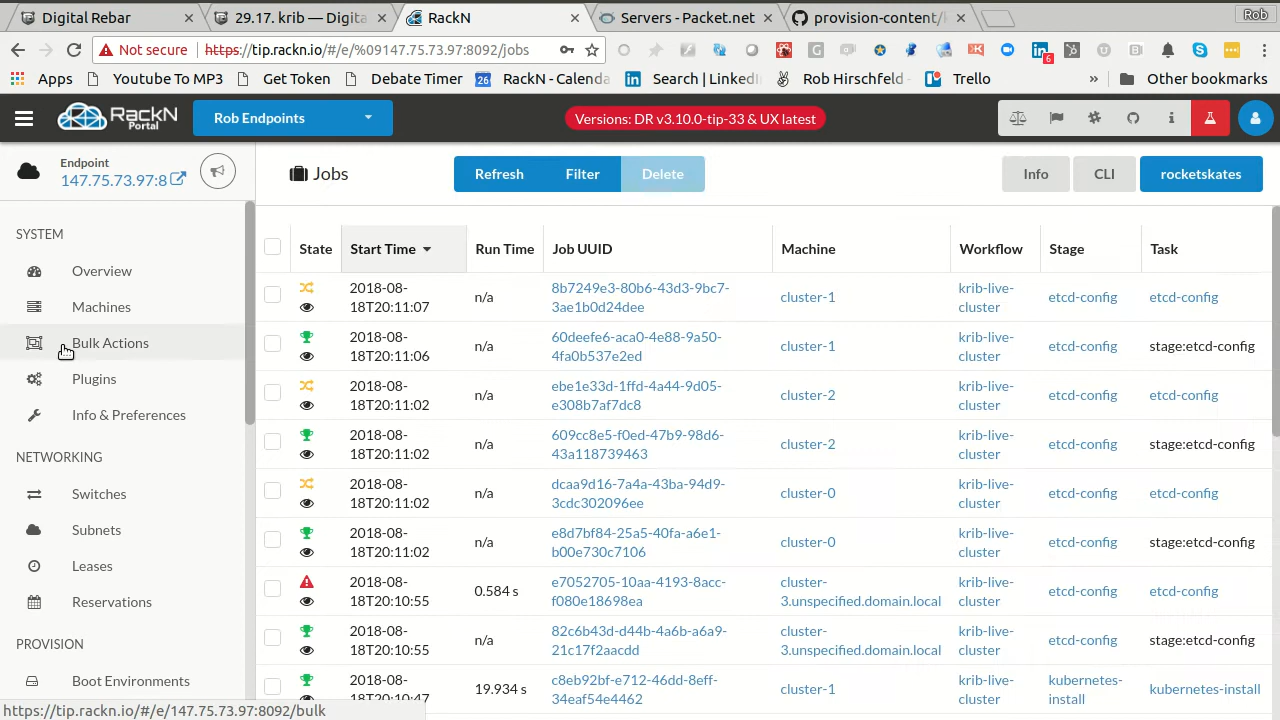 Digital Rebar
29.17. krib — Digita
RackN
Servers - Packet.net
provision-content/k
Rob
Not secure
https://tip.rackn.io/#/e/%09147.75.73.97:8092/jobs
6
Apps
Youtube To MP3
Get Token
Debate Timer
26
RackN - Calenda
Search | LinkedI
Rob Hirschfeld -
Trello
»
Other bookmarks
RackN
Portal
Rob Endpoints
Versions: DR v3.10.0-tip-33 & UX latest
Endpoint
147.75.73.97:8
Jobs
Refresh
Filter
Delete
Info
CLI
rocketskates
SYSTEM
Overview
Machines
Bulk Actions
Plugins
Info & Preferences
NETWORKING
Switches
Subnets
Leases
Reservations
PROVISION
Boot Environments
State Start Time Run Time Job UUID Machine Workflow Stage Task
2018-08- 8b7249e3-80b6-43d3-9bc7- krib-live-
18T20:11:07 n/a 3ae1b0d24dee cluster-1 cluster etcd-config etcd-config
2018-08- 60deefe6-aca0-4e88-9a50- krib-live-
18T20:11:06 n/a 4fa0b537e2ed cluster-1 cluster etcd-config stage:etcd-config
2018-08- ebe1e33d-1ffd-4a44-9d05- krib-live-
18T20:11:02 n/a e308b7af7dc8 cluster-2 cluster etcd-config etcd-config
2018-08- 609cc8e5-f0ed-47b9-98d6- krib-live-
18T20:11:02 n/a 43a118739463 cluster-2 cluster etcd-config stage:etcd-config
2018-08- dcaa9d16-7a4a-43ba-94d9- krib-live-
18T20:11:02 n/a 3cdc302096ee cluster-0 cluster etcd-config etcd-config
2018-08- e8d7bf84-25a5-40fa-a6e1- krib-live-
18T20:11:02 n/a b00e730c7106 cluster-0 cluster etcd-config stage:etcd-config
2018-08- e7052705-10aa-4193-8acc- cluster- krib-live-
18T20:10:55 0.584 s f080e18698ea 3.unspecified.domain.local cluster etcd-config etcd-config
2018-08- 82c6b43d-d44b-4a6b-a6a9- cluster- krib-live-
18T20:10:55 n/a 21c17f2aacdd 3.unspecified.domain.local cluster etcd-config stage:etcd-config
2018-08- c8eb92bf-e712-46dd-8eff- krib-live- kubernetes-
18T20:10:47 19.934 s 34eaf54e4462 cluster-1 cluster install kubernetes-install
https://tip.rackn.io/#/e/147.75.73.97:8092/bulk